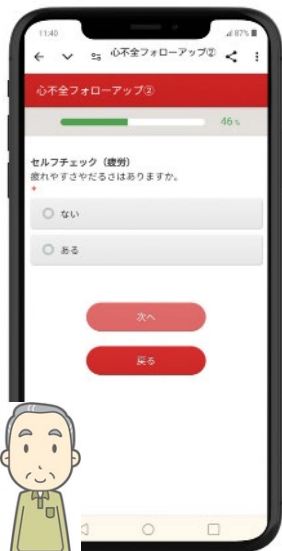 11:40
87%
心不全フォローアップ②
心不全フォローアップ②
46 %
セルフチェック（疲労）
疲れやすさやだるさはありますか。
*
ない
ある
次へ
戻る